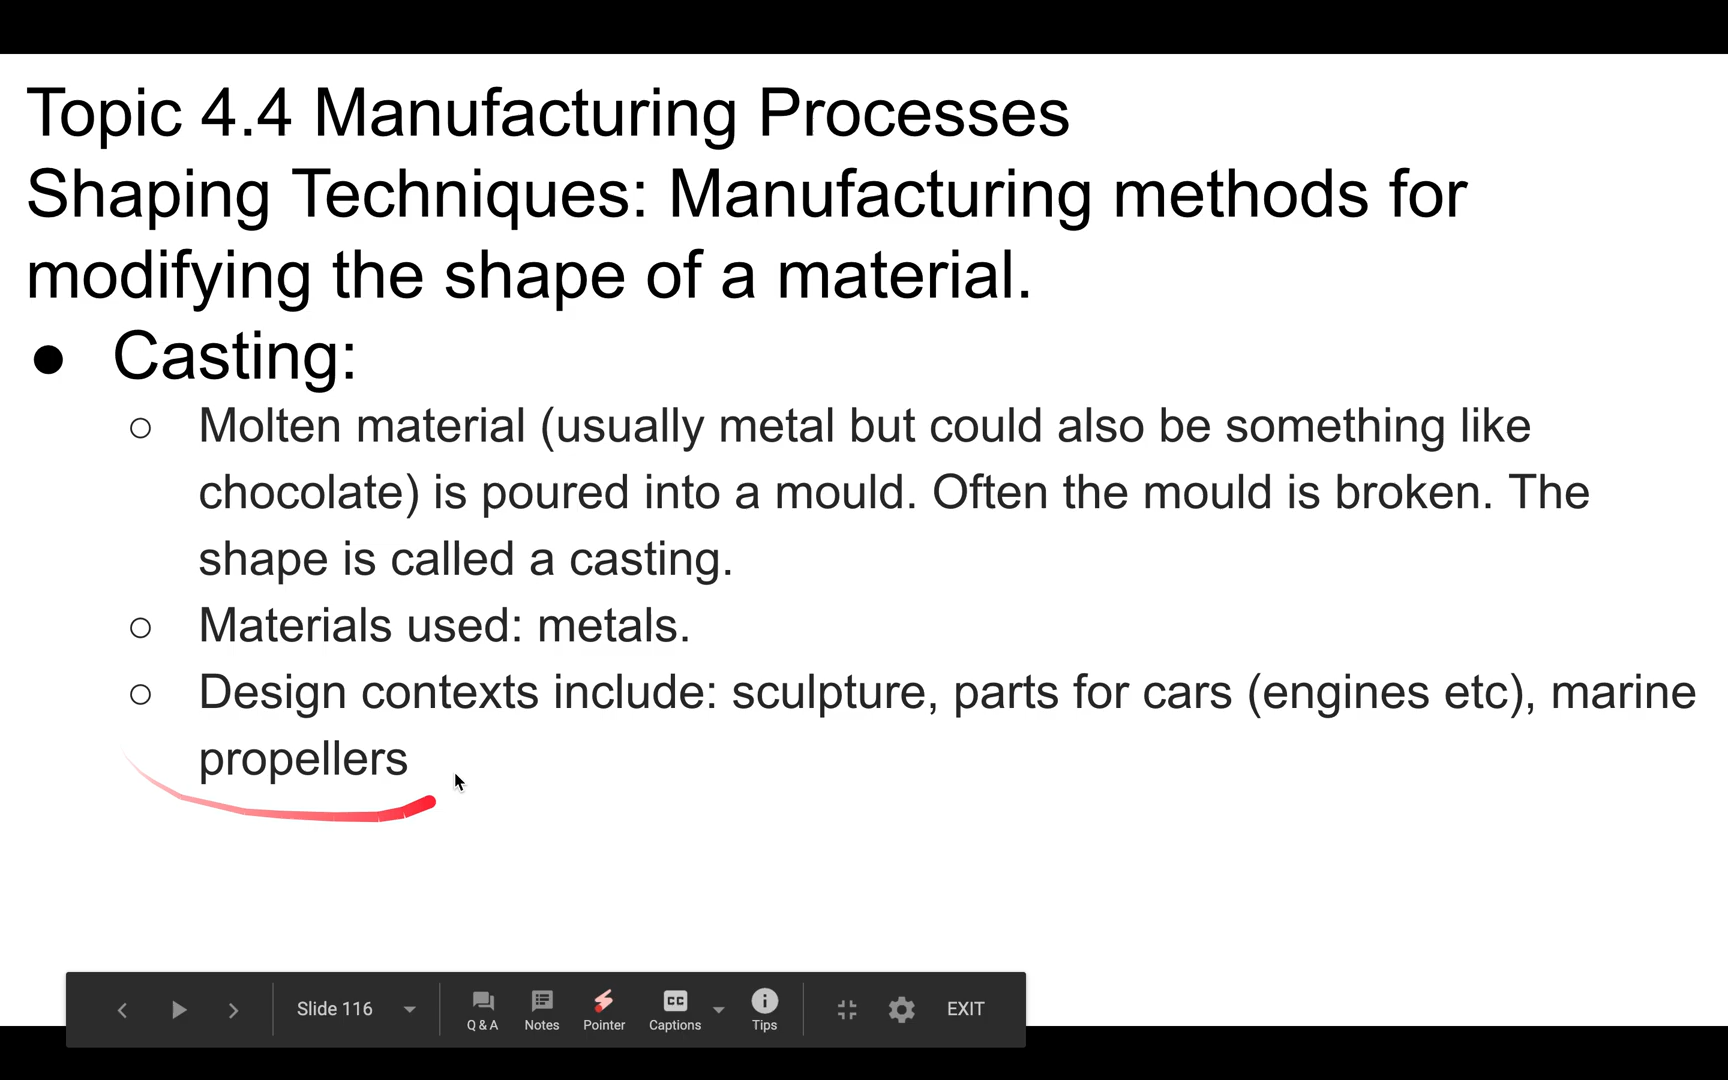 Topic 4.4 Manufacturing Processes
Shaping Techniques: Manufacturing methods for
modifying the shape of a material.
● Casting:
○ Molten material (usually metal but could also be something like
chocolate) is poured into a mould. Often the mould is broken. The
shape is called a casting.
○ Materials used: metals.
○ Design contexts include: sculpture, parts for cars (engines etc), marine
propellers
Slide 116
Q & A
Notes
Pointer
CC
Captions
Tips
EXIT